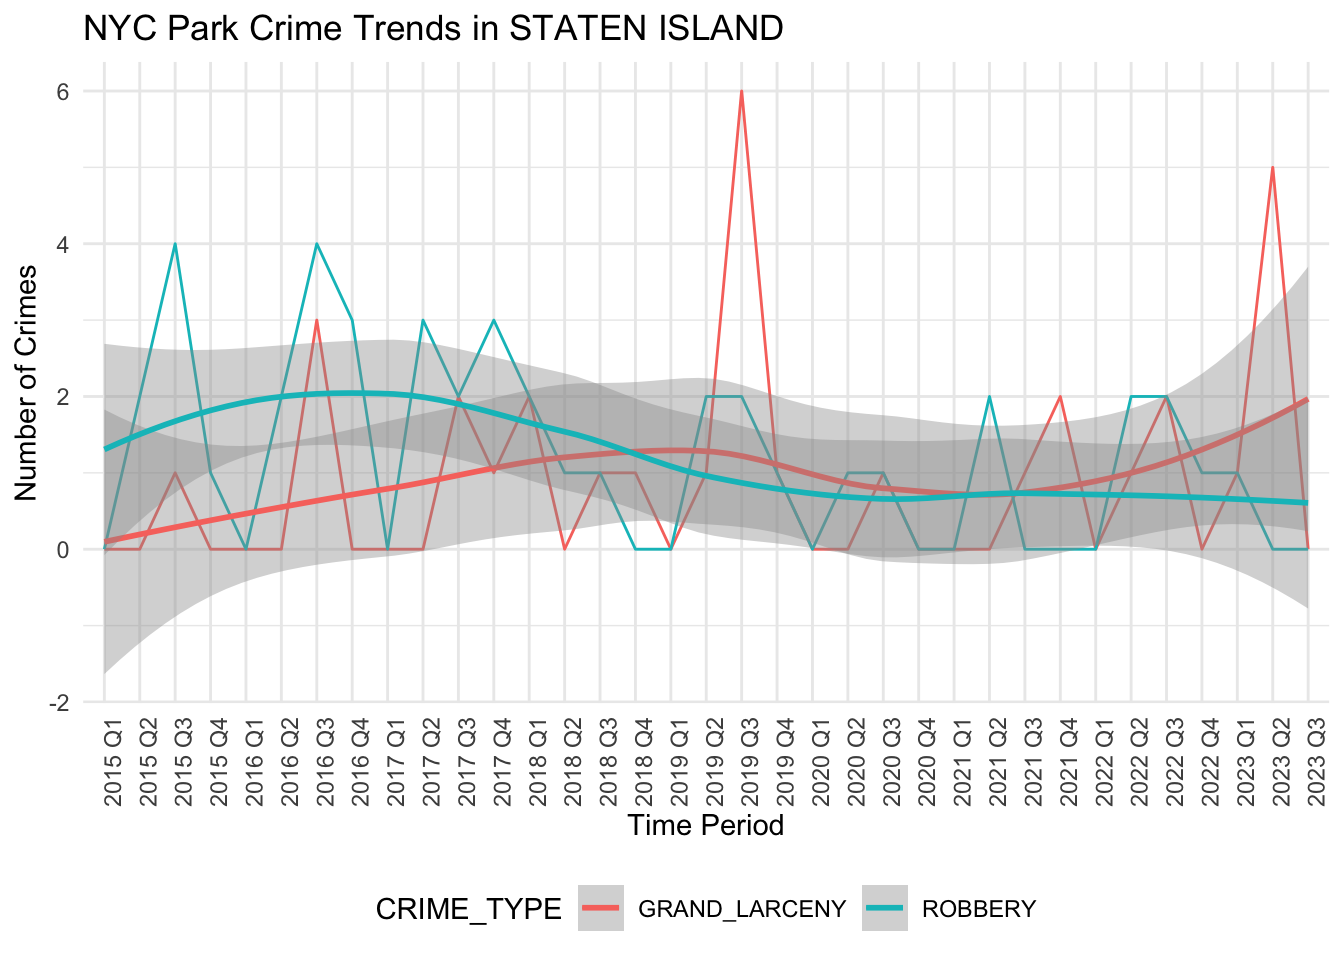 NYC Park Crime Trends in STATEN ISLAND
Number of Crimes
6
4
2
0
-2
2015 Q1
2015 Q2
2015 Q3
2015 Q4
2016 Q1
2016 Q2
2016 Q3
2016 Q4
2017 Q1
2017 Q2
2017 Q3
2017 Q4
2018 Q1
2018 Q2
2018 Q3
2018 Q4
2019 Q1
2019 Q2
2019 Q3
2019 Q4
2020 Q1
2020 Q2
2020 Q3
2020 Q4
2021 Q1
2021 Q2
2021 Q3
2021 Q4
2022 Q1
2022 Q2
2022 Q3
2022 Q4
2023 Q1
2023 Q2
2023 Q3
Time Period
CRIME_TYPE GRAND_LARCENY ROBBERY